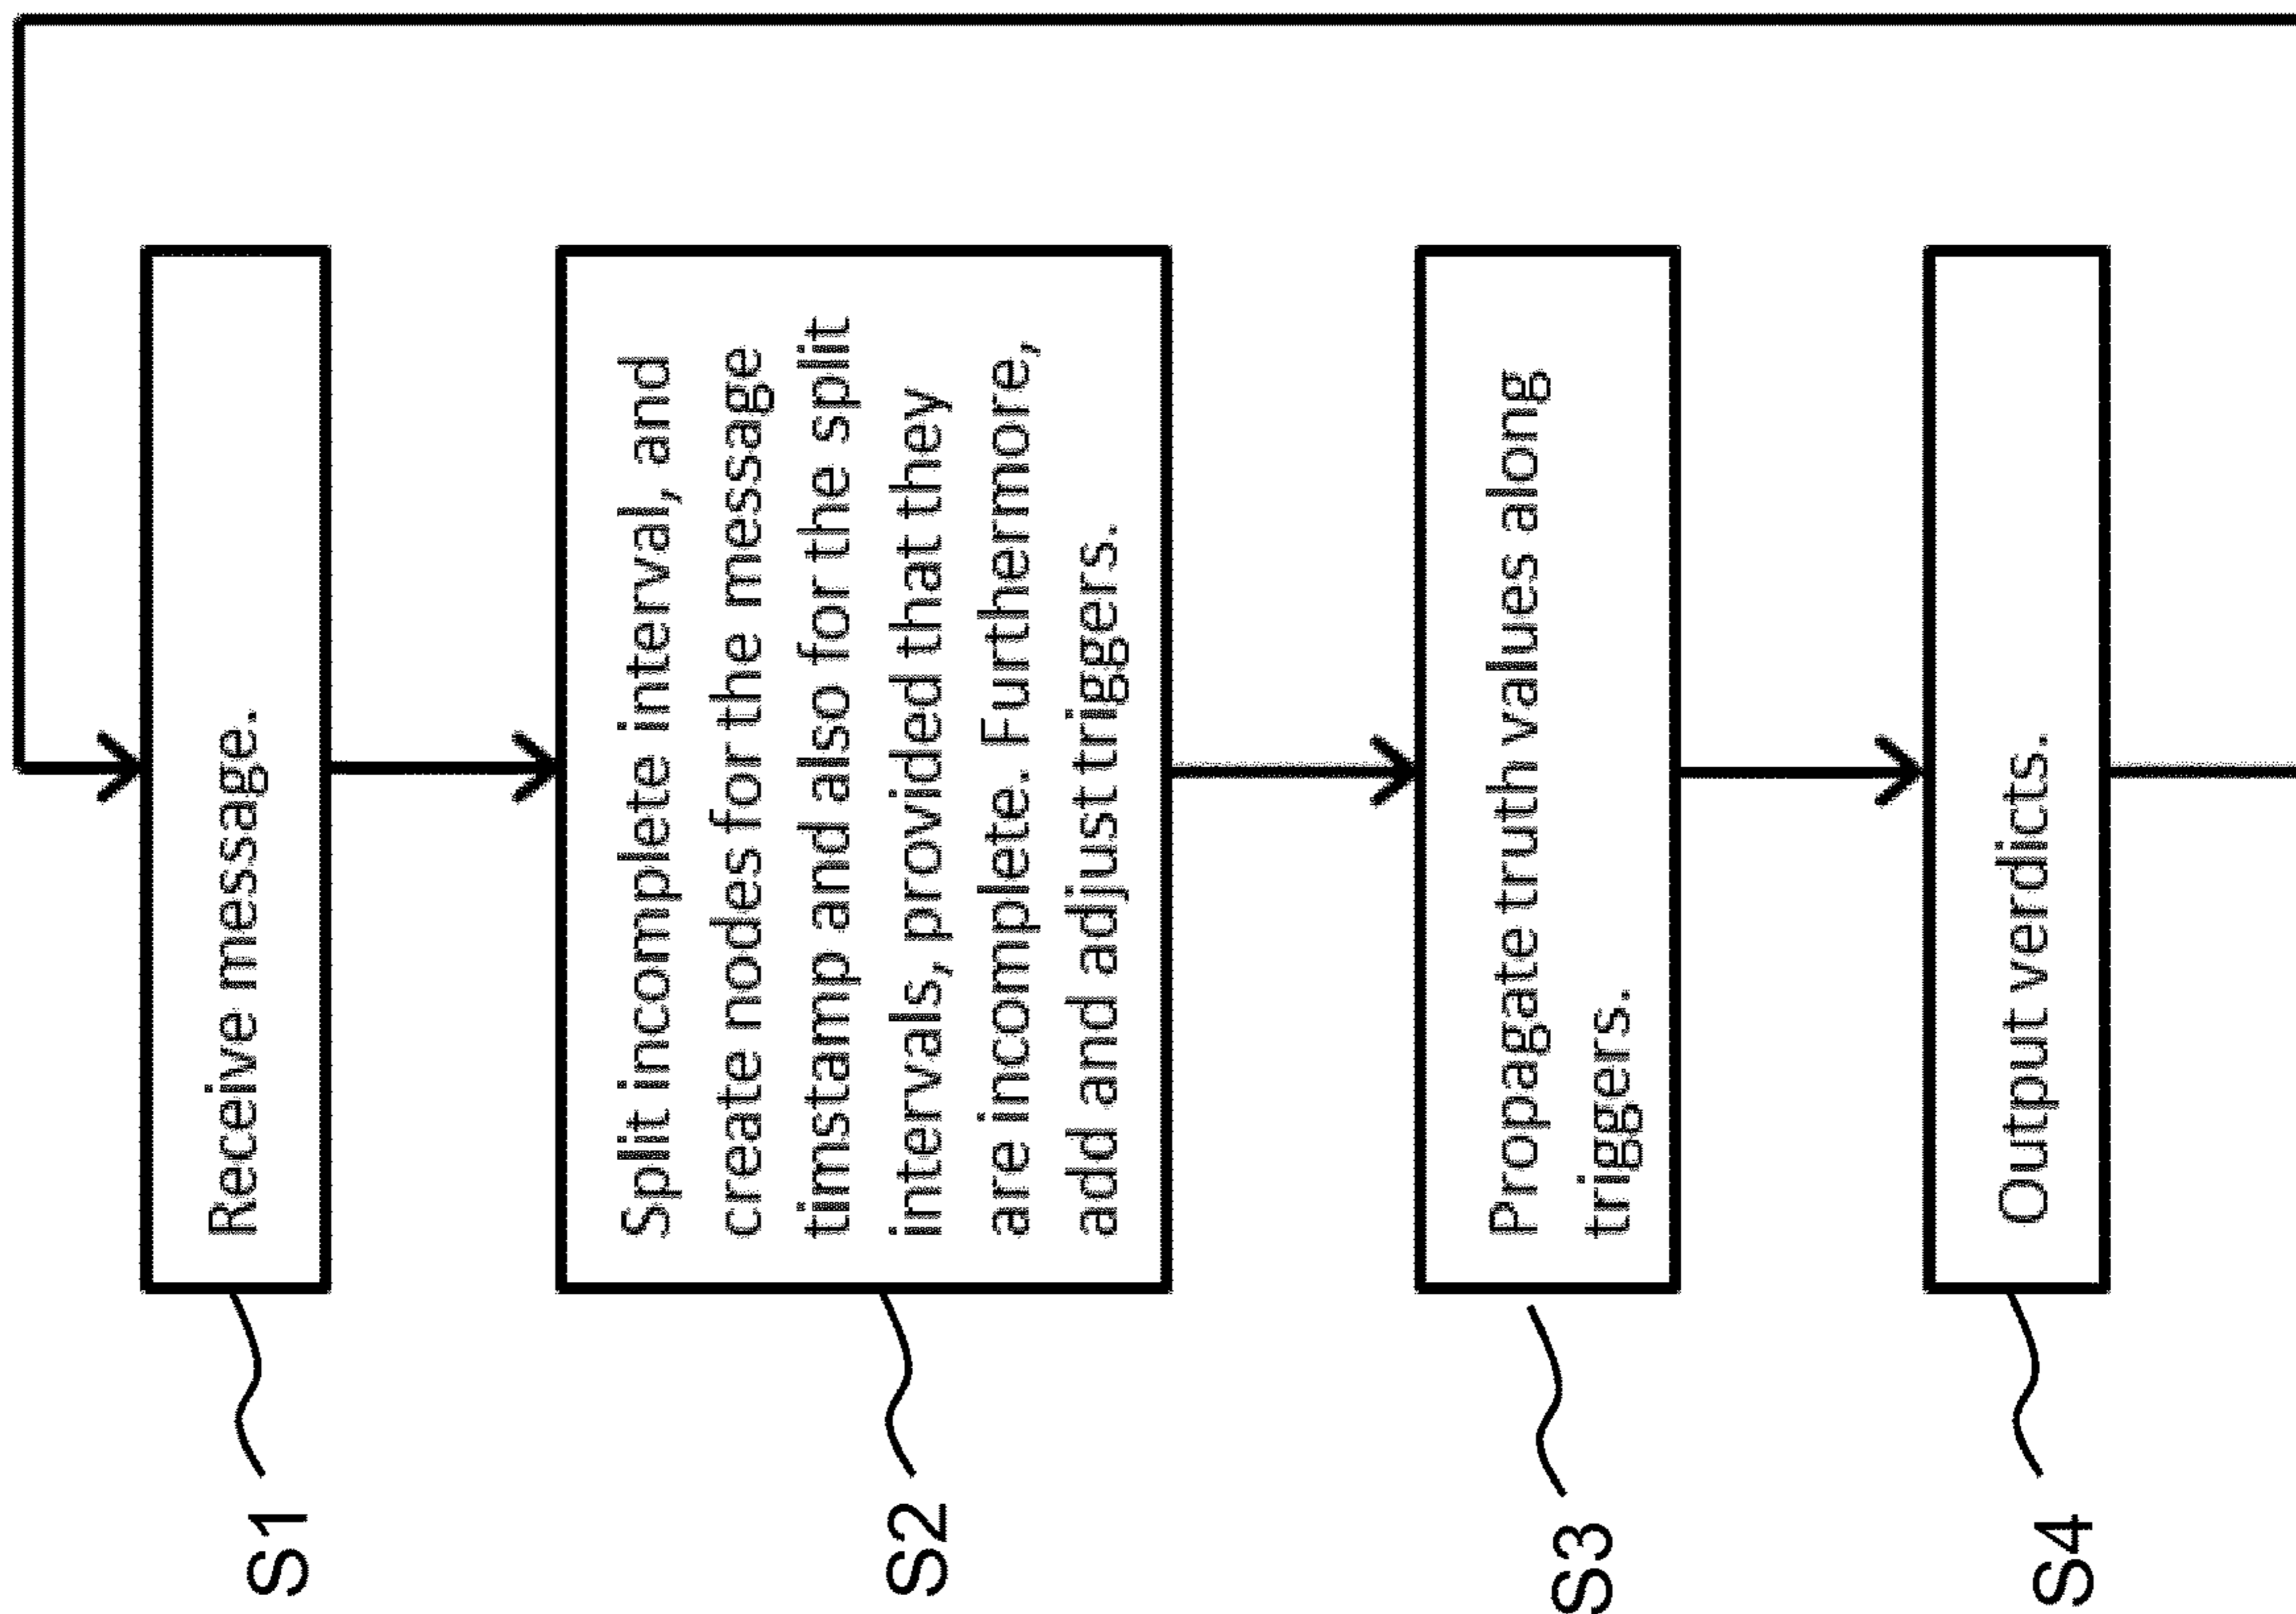 S1
Receive message.
S2
Split incomplete interval, and
create nodes for the message
timstamp and also for the split
intervals, provided that they
are incomplete. Furthermore,
add and adjust triggers.
S3
Propagate truth values along
triggers.
S4
Output verdicts.